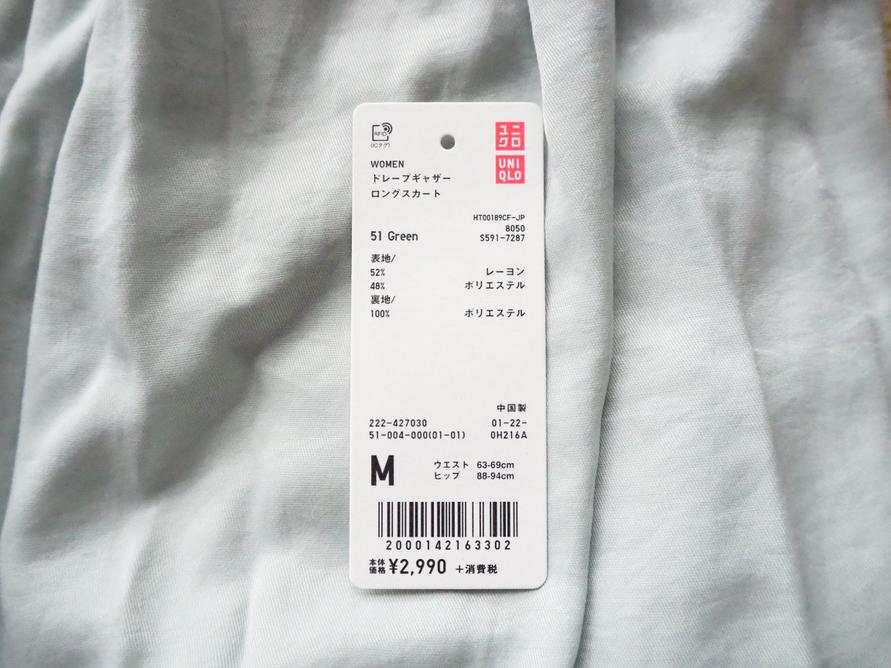 RFID
(ICタグ)
ユニ
クロ
UNI
QLO
WOMEN
ドレープギャザー
ロングスカート
HT00189CF-JP
8050
51 Green
S591-7287
表地/
52% レーヨン
48% ポリエステル
裏地/
100% ポリエステル
中国製
222-427030 01-22-
51-004-000(01-01) 0H216A
M
ウエスト 63-69cm
ヒップ 88-94cm
2000142163302
本体
価格 ¥2,990 +消費税